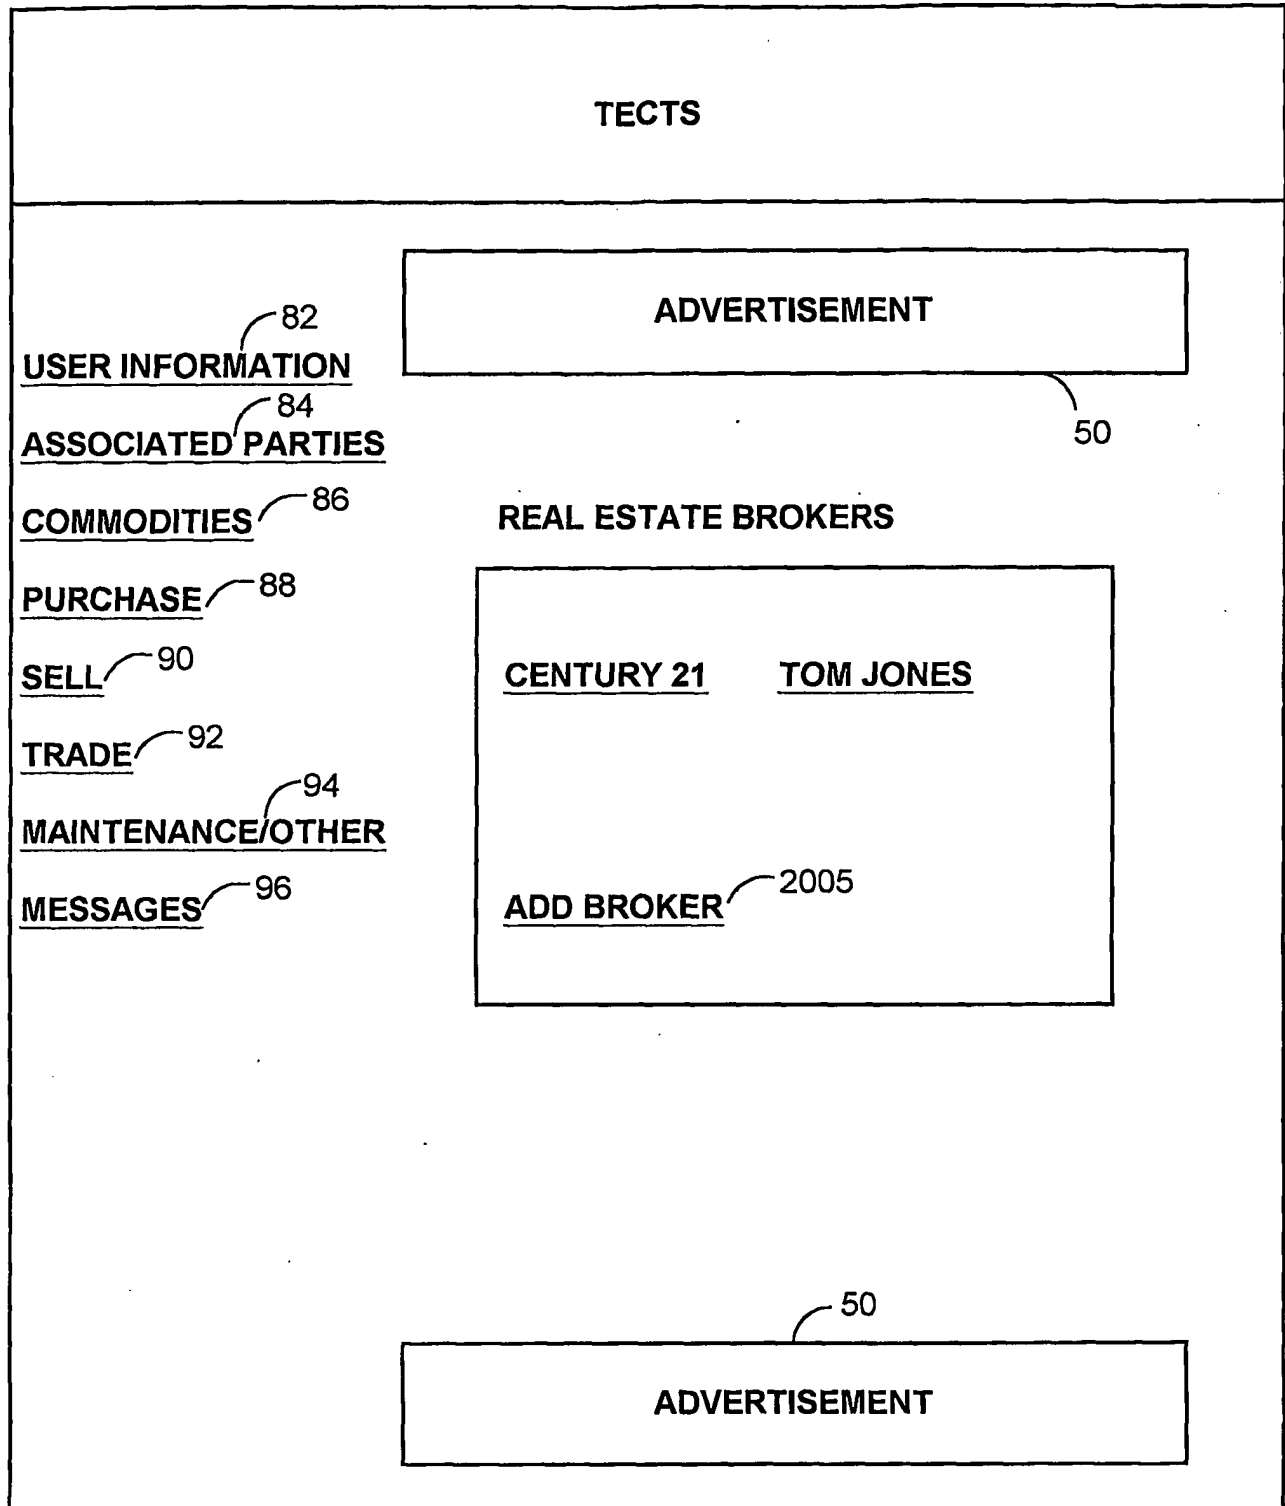 TECTS
ADVERTISEMENT
50
82
USER INFORMATION
84
ASSOCIATED PARTIES
COMMODITIES 86
PURCHASE 88
SELL 90
TRADE 92
94
MAINTENANCE/OTHER
MESSAGES 96
REAL ESTATE BROKERS
CENTURY 21 TOM JONES
ADD BROKER 2005
50
ADVERTISEMENT